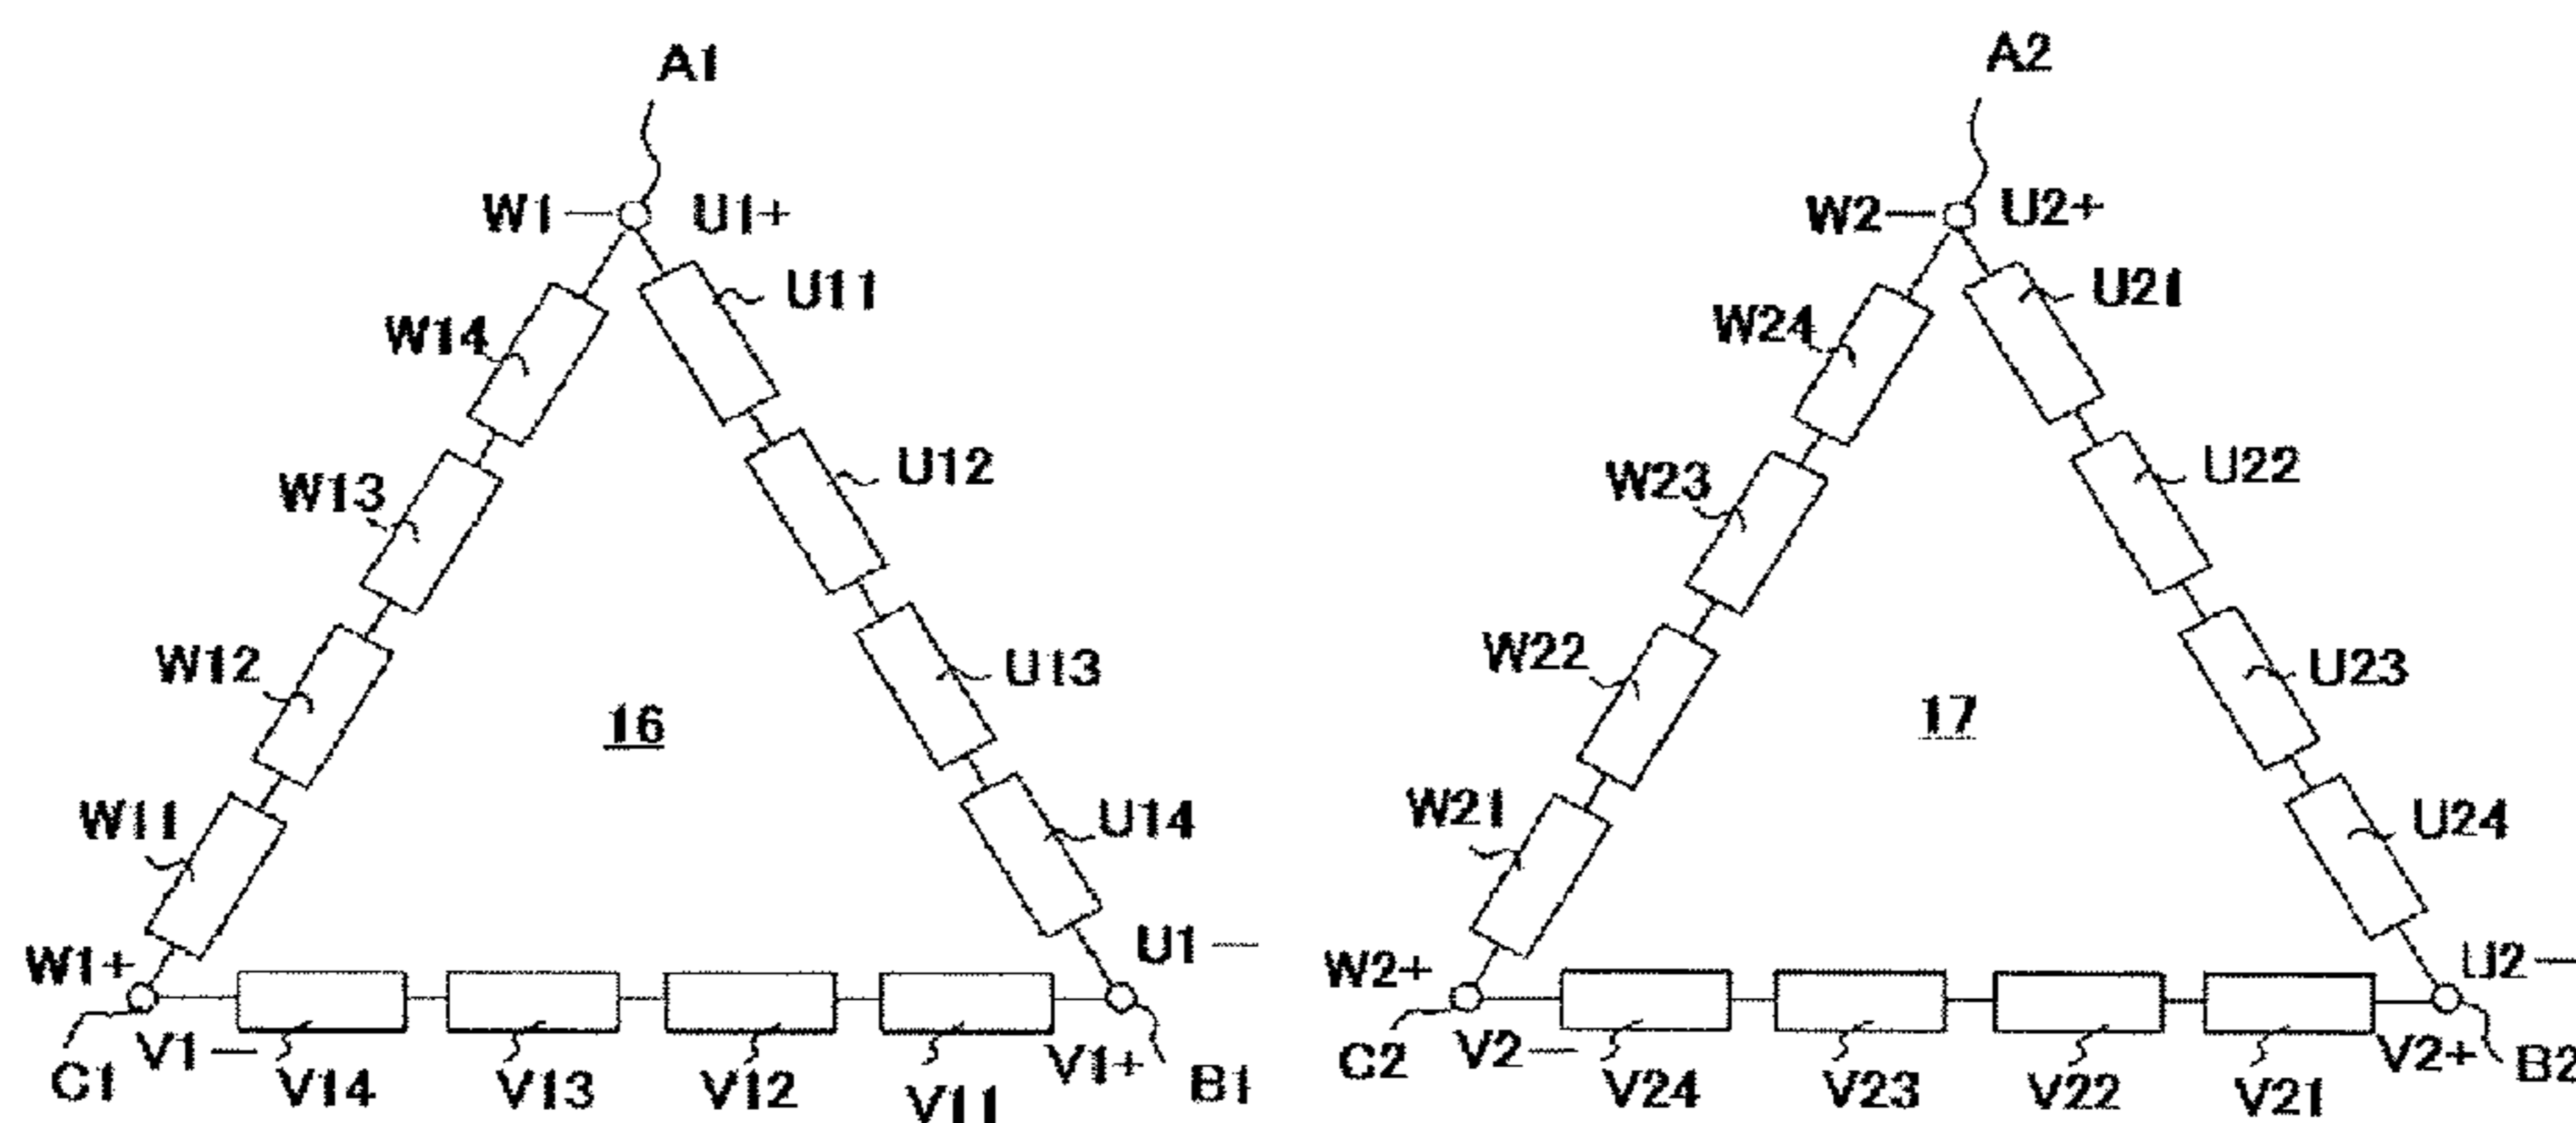 A1
W1— U1+
U11
W14
U12
W13
U13
W12
16
U14
W11
U1—
W1+
C1
V1—
V14
V13
V12
V11
V1+
B1
A2
W2— U2+
U21
W24
U22
W23
U23
W22
17
U24
W21
U2—
W2+
C2
V2—
V24
V23
V22
V21
V2+
B2